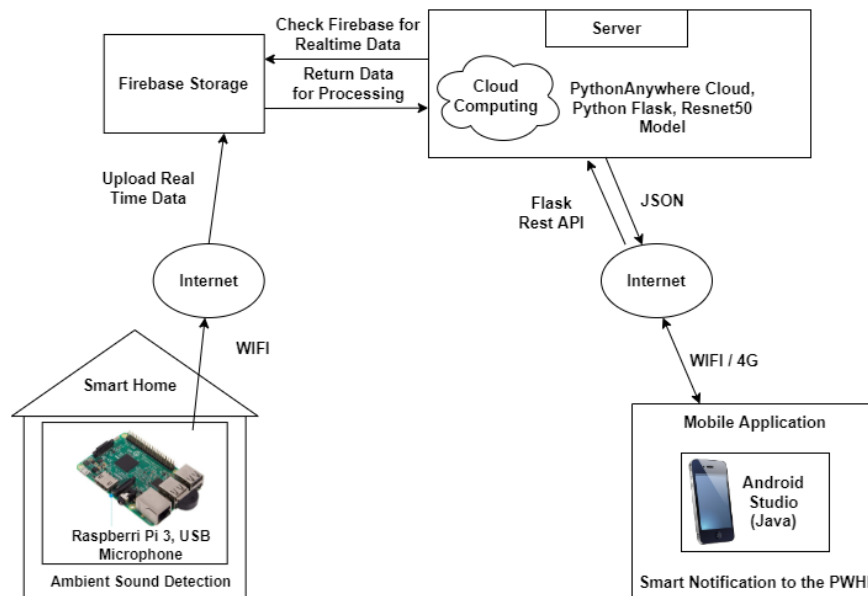 Check Firebase for
Realtime Data
Firebase Storage
Return Data
for Processing
Server
Cloud
Computing
PythonAnywhere Cloud,
Python Flask, Resnet50
Model
Upload Real
Time Data
Flask
Rest API
JSON
Internet
Internet
WIFI
WIFI / 4G
Smart Home
Raspberri Pi 3, USB
Microphone
Ambient Sound Detection
Mobile Application
Android
Studio
(Java)
Smart Notification to the PWHI